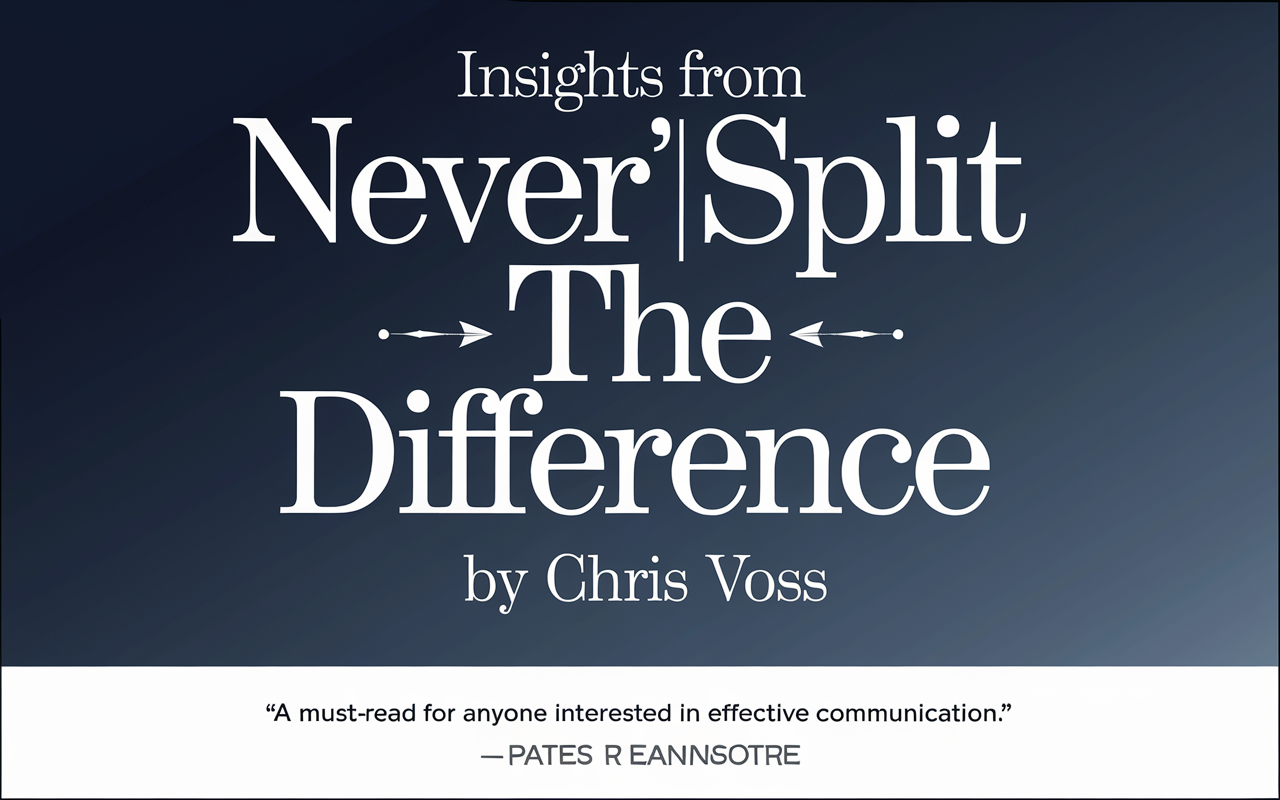 Insights from
Never’|Split
The
Difference
by Chris Voss
“A must-read for anyone interested in effective communication.”
—PATES R EANNSOTRE